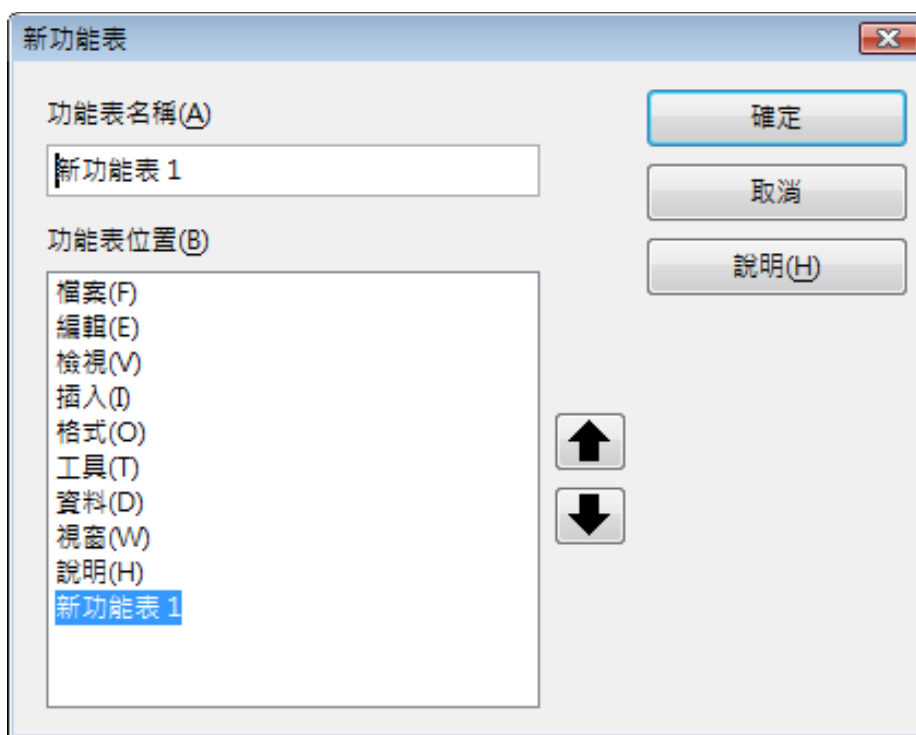 新功能表
功能表名稱(A)
新功能表 1
功能表位置(B)
檔案(F)
編輯(E)
檢視(V)
插入(I)
格式(O)
工具(T)
資料(D)
視窗(W)
說明(H)
新功能表 1
確定
取消
說明(H)